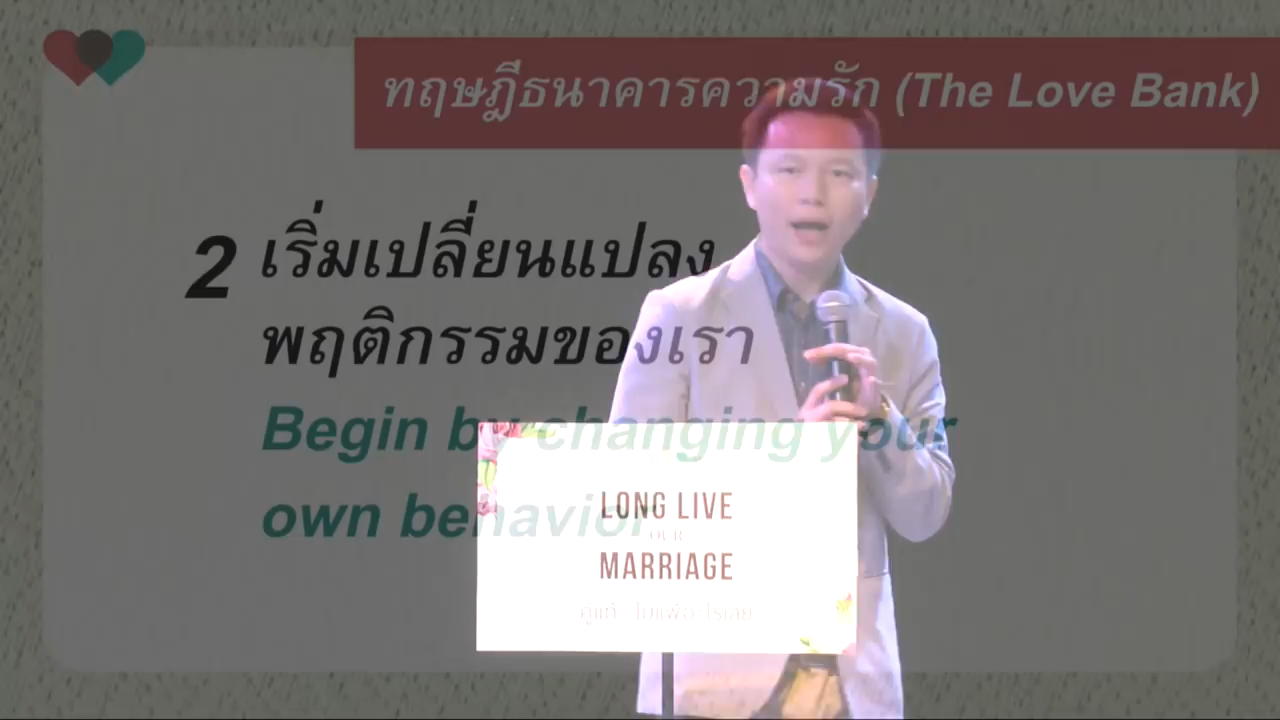 ทฤษฎีธนาคารความรัก (The Love Bank)
2 เริ่มเปลี่ยนแปลง
พฤติกรรมของเรา
Begin by changing your
own behavior
LONG LIVE
OUR
MARRIAGE